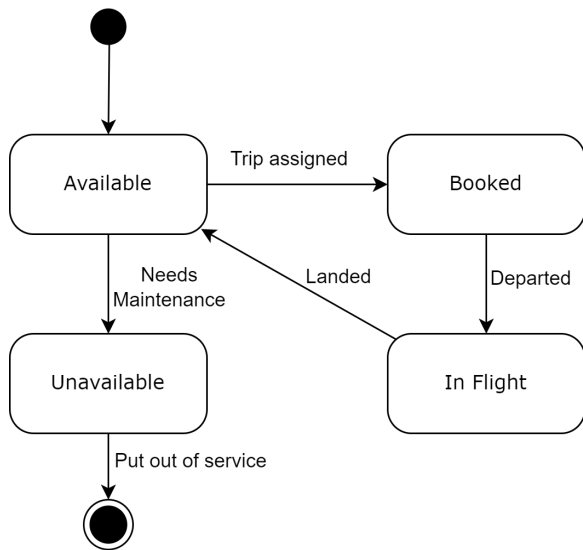 Available
Trip assigned
Booked
Needs
Maintenance
Landed
Departed
Unavailable
In Flight
Put out of service